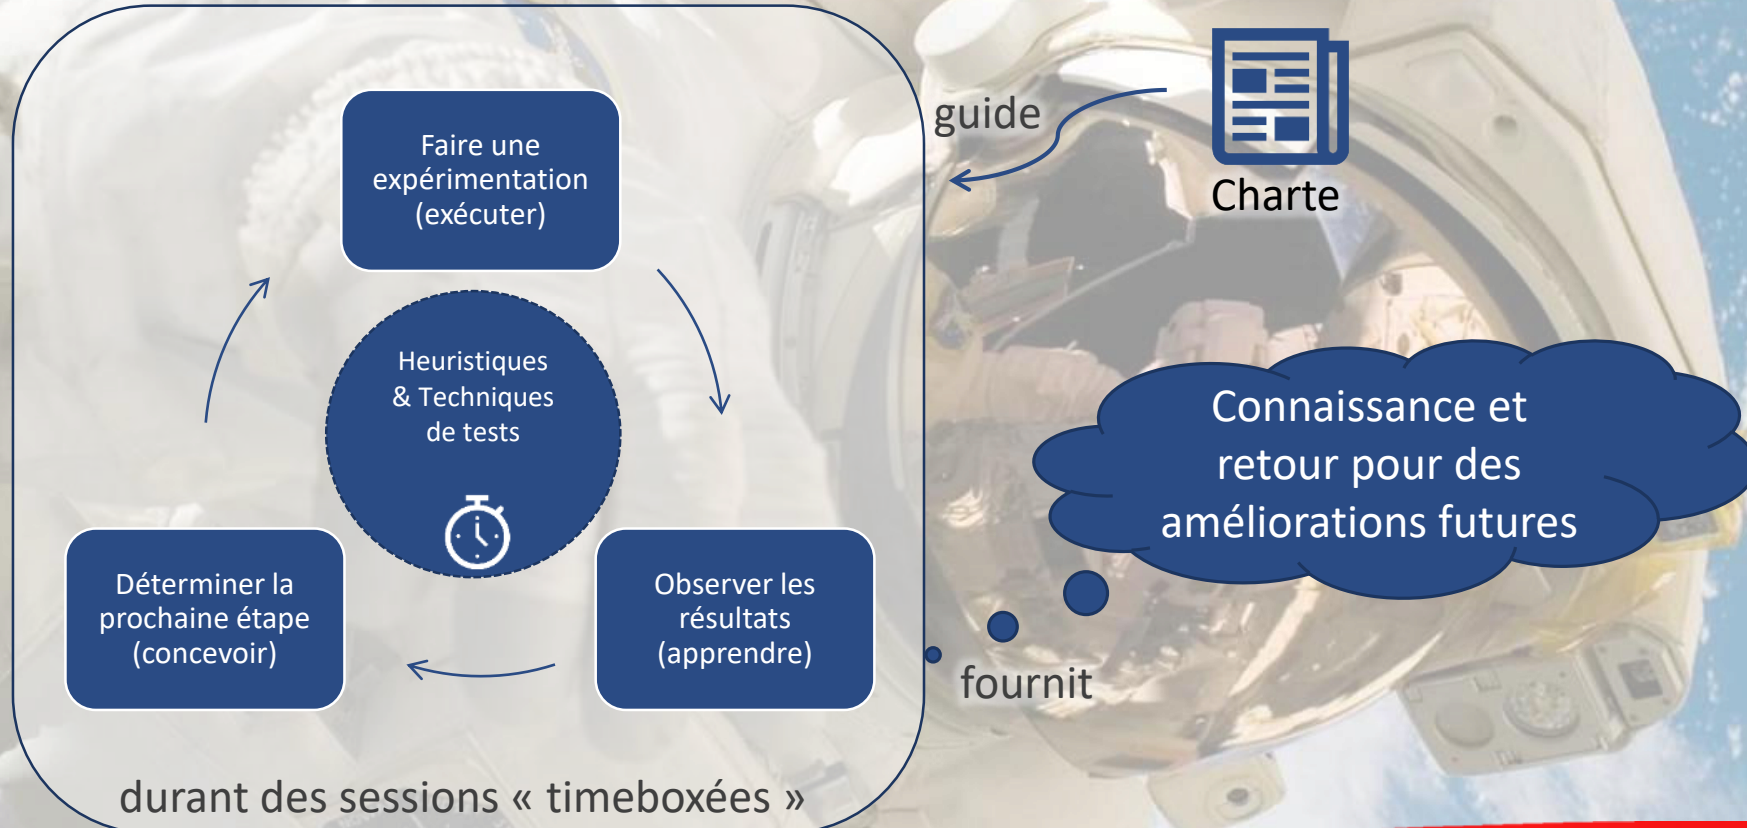 Faire une
expérimentation
(exécuter)
Heuristiques
& Techniques
de tests
Déterminer la
prochaine étape
(concevoir)
Observer les
résultats
(apprendre)
durant des sessions « timeboxées »
guide
Charte
Connaissance et
retour pour des
améliorations futures
fournit